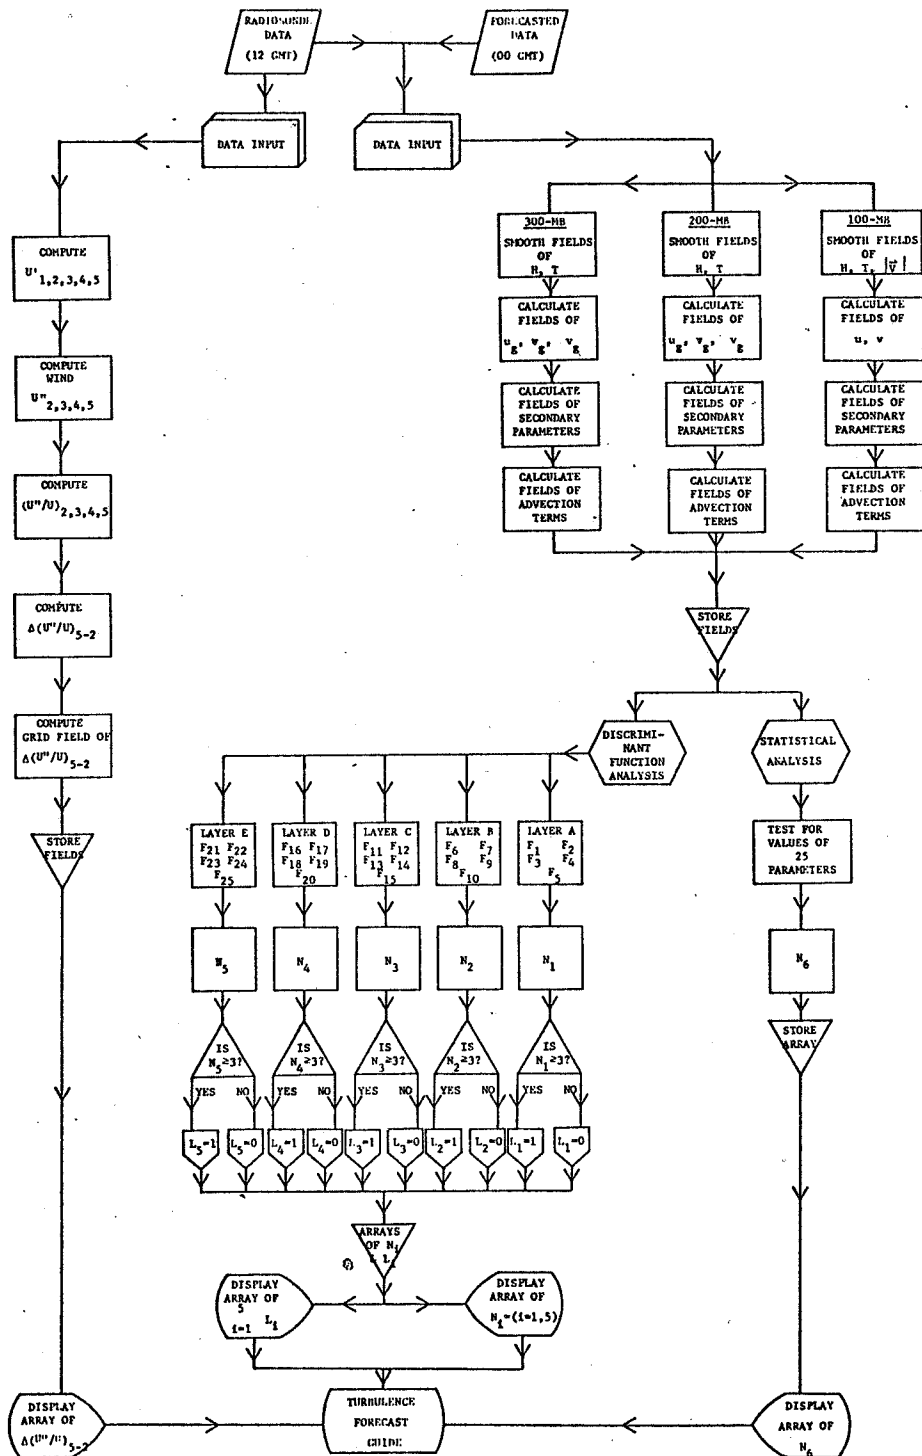 RADIOSONDE
DATA
(12 GMT)
FORECASTED
DATA
(00 GMT)
DATA INPUT
DATA INPUT
COMPUTE
U'1,2,3,4,5
COMPUTE
WIND
U"2,3,4,5
COMPUTE
(U"/U)2,3,4,5
COMPUTE
Δ(U"/U)5-2
COMPUTE
GRID FIELD OF
Δ(U"/U)5-2
STORE
FIELDS
300-MB
SMOOTH FIELDS
OF
H, T
CALCULATE
FIELDS OF
ug, vg, vg
CALCULATE
FIELDS OF
SECONDARY
PARAMETERS
CALCULATE
FIELDS OF
ADVECTION
TERMS
200-MB
SMOOTH FIELDS
OF
H, T
CALCULATE
FIELDS OF
ug, vg, vg
CALCULATE
FIELDS OF
SECONDARY
PARAMETERS
CALCULATE
FIELDS OF
ADVECTION
TERMS
100-MB
SMOOTH FIELDS
OF
H, T, |V⃗|
CALCULATE
FIELDS OF
u, v
CALCULATE
FIELDS OF
SECONDARY
PARAMETERS
CALCULATE
FIELDS OF
ADVECTION
TERMS
STORE
FIELDS
DISCRIMI-
NANT
FUNCTION
ANALYSIS
STATISTICAL
ANALYSIS
LAYER E
F21 F22
F23 F24
F25
LAYER D
F16 F17
F18 F19
F20
LAYER C
F11 F12
F13 F14
F15
LAYER B
F6 F7
F8 F9
F10
LAYER A
F1 F2
F3 F4
F5
TEST FOR
VALUES OF
25
PARAMETERS
N5
N4
N3
N2
N1
N6
STORE
ARRAY
IS
N5≥3?
IS
N4≥3?
IS
N3≥3?
IS
N2≥3?
IS
N1≥3?
YES NO YES NO YES NO YES NO YES NO
L5=1 L5=0 L4=1 L4=0 L3=1 L3=0 L2=1 L2=0 L1=1 L1=0
ARRAYS
OF Ni
& Li
DISPLAY
ARRAY OF
5
i=1 Li
DISPLAY
ARRAY OF
Ni=(i=1,5)
DISPLAY
ARRAY OF
Δ(U"/U)5-2
TURBULENCE
FORECAST
GUIDE
DISPLAY
ARRAY OF
N6